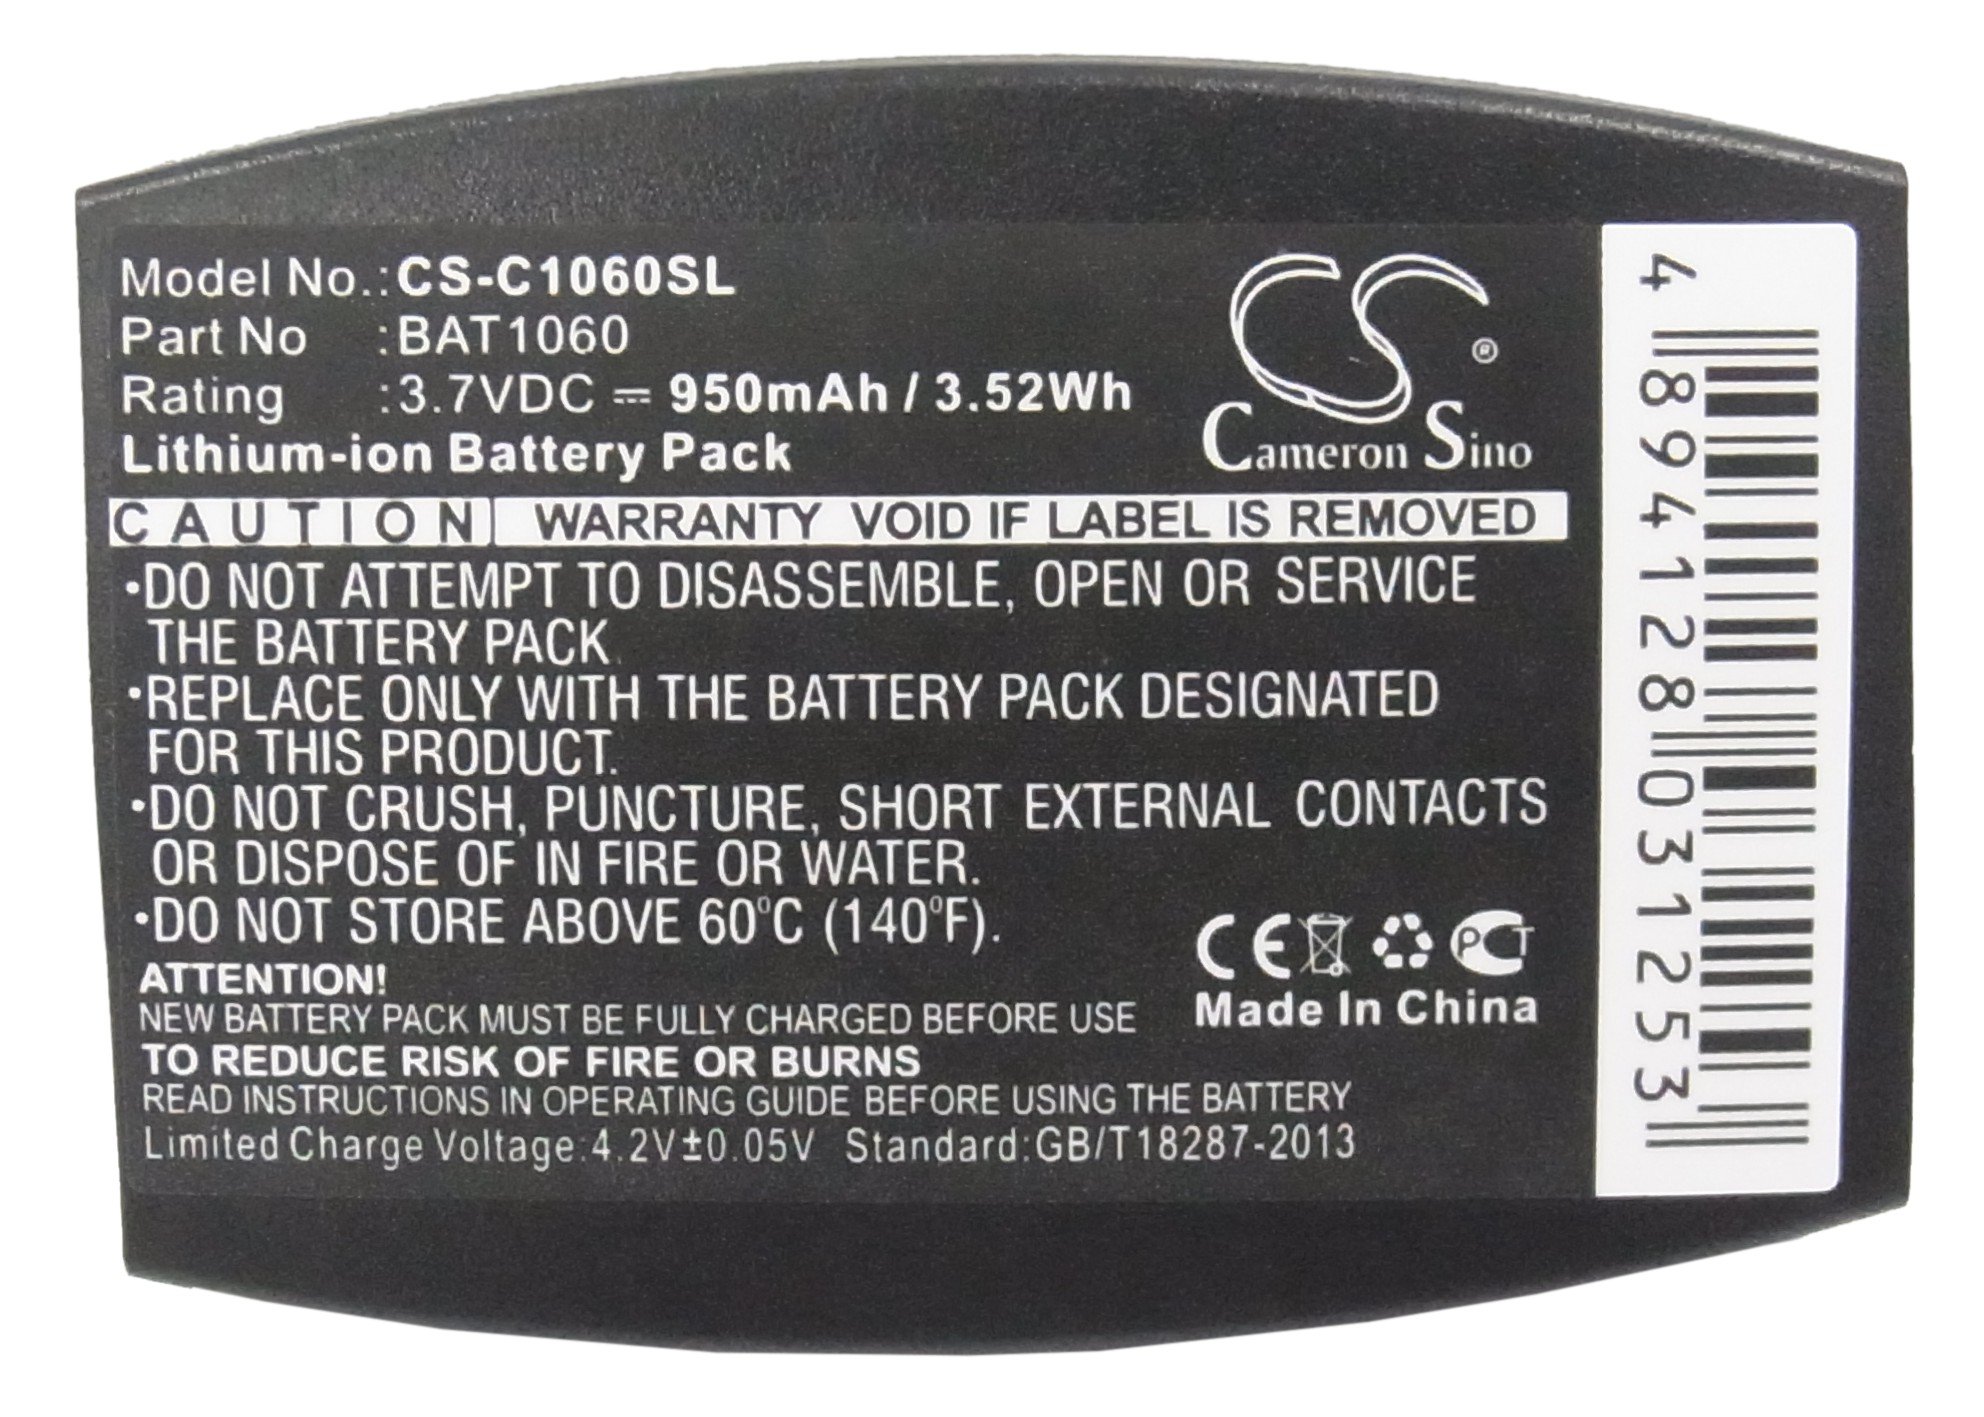 Model No.:CS-C1060SL
Part No :BAT1060
Rating :3.7VDC ⎓ 950mAh / 3.52Wh
Lithium-ion Battery Pack
CS®
Cameron Sino
CAUTION WARRANTY VOID IF LABEL IS REMOVED
•DO NOT ATTEMPT TO DISASSEMBLE, OPEN OR SERVICE
THE BATTERY PACK.
•REPLACE ONLY WITH THE BATTERY PACK DESIGNATED
FOR THIS PRODUCT.
•DO NOT CRUSH, PUNCTURE, SHORT EXTERNAL CONTACTS
OR DISPOSE OF IN FIRE OR WATER.
•DO NOT STORE ABOVE 60°C (140°F).
ATTENTION!
NEW BATTERY PACK MUST BE FULLY CHARGED BEFORE USE
TO REDUCE RISK OF FIRE OR BURNS
READ INSTRUCTIONS IN OPERATING GUIDE BEFORE USING THE BATTERY
Limited Charge Voltage:4.2V±0.05V Standard:GB/T18287-2013
CE PCT
Made In China
4 894128 031253